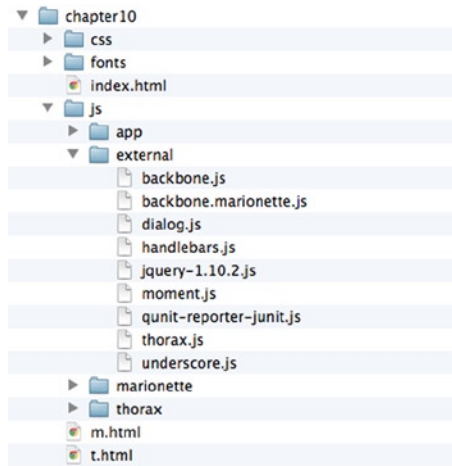 chapter10
css
fonts
index.html
js
app
external
backbone.js
backbone.marionette.js
dialog.js
handlebars.js
jquery-1.10.2.js
moment.js
qunit-reporter-junit.js
thorax.js
underscore.js
marionette
thorax
m.html
t.html